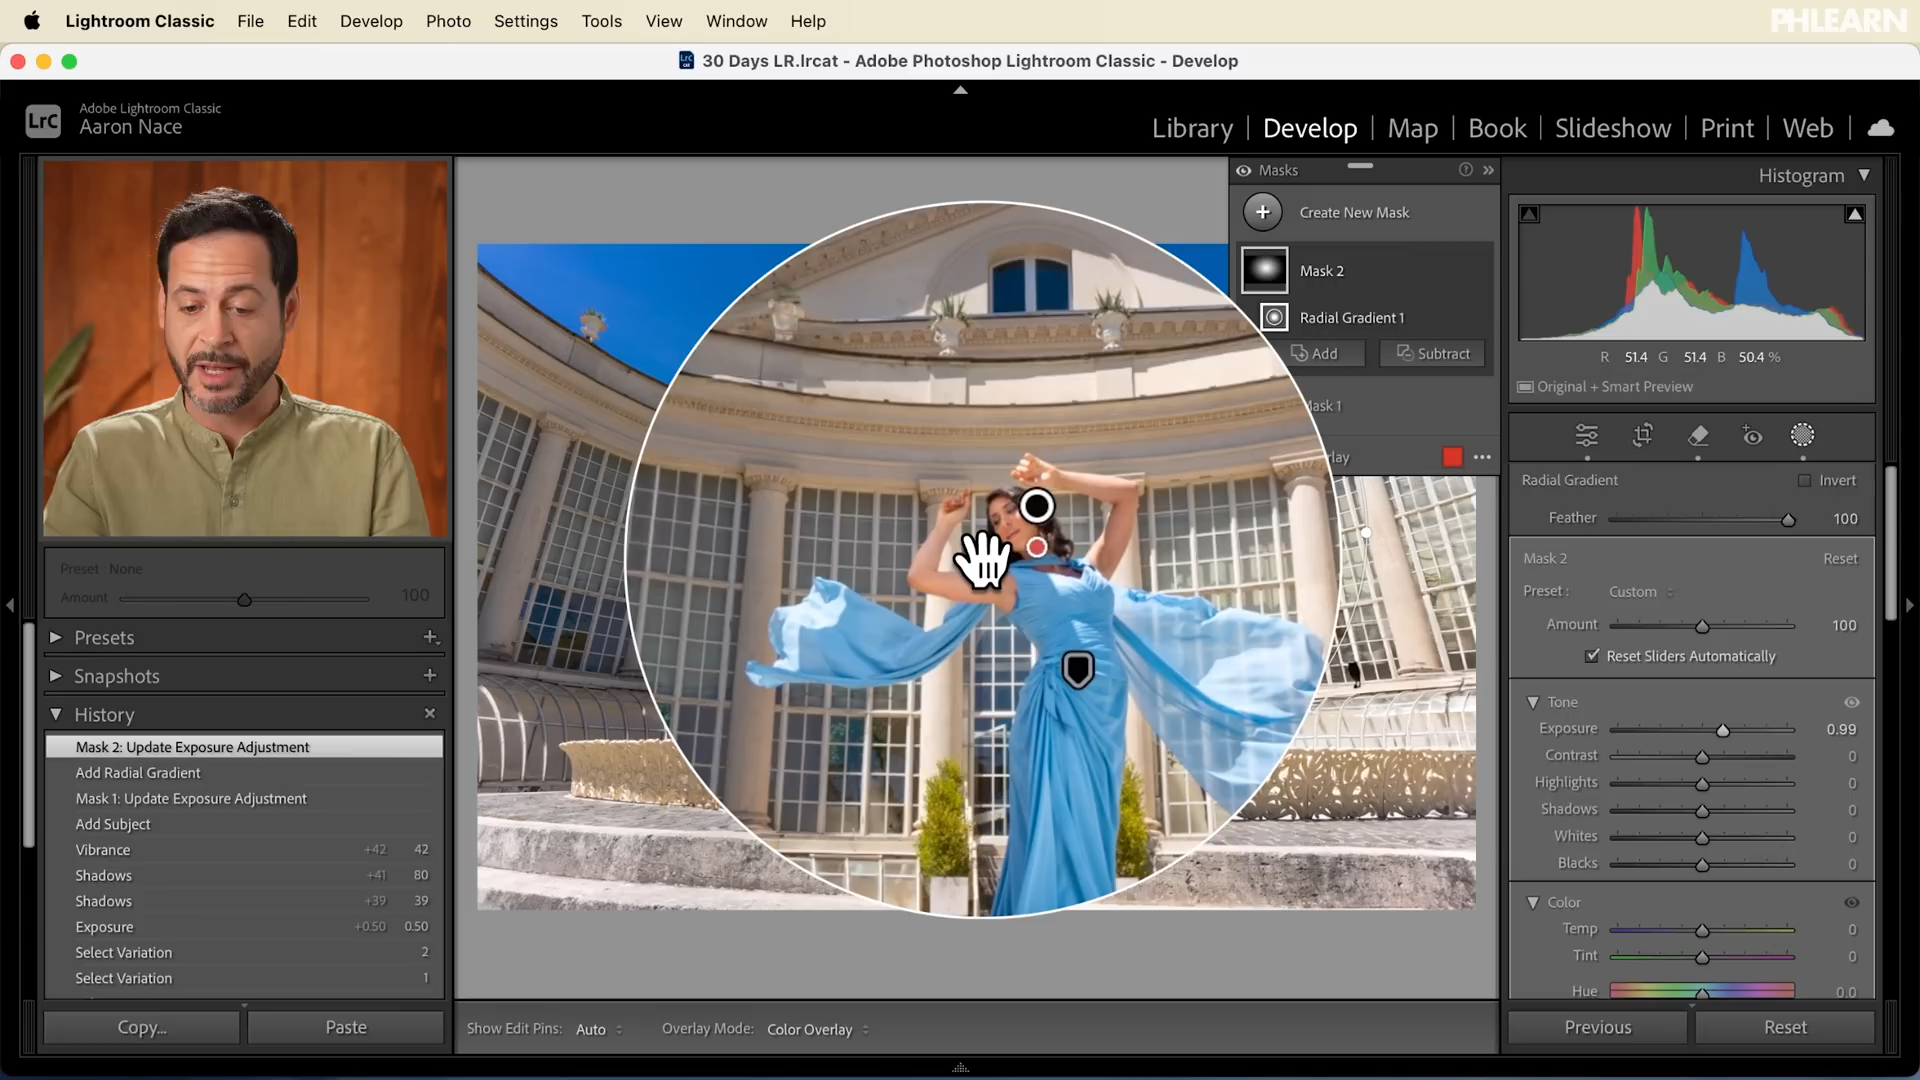 Lightroom Classic File Edit Develop Photo Settings Tools View Window Help
PHLEARN
30 Days LR.lrcat - Adobe Photoshop Lightroom Classic - Develop
LrC
Adobe Lightroom Classic
Aaron Nace
Library | Develop | Map | Book | Slideshow | Print | Web |
Preset : None
Amount 100
Presets
Snapshots
History
Mask 2: Update Exposure Adjustment
Add Radial Gradient
Mask 1: Update Exposure Adjustment
Add Subject
Vibrance +42 42
Shadows +41 80
Shadows +39 39
Exposure +0.50 0.50
Select Variation 2
Select Variation 1
Copy... Paste
Masks
Create New Mask
Mask 2
Radial Gradient 1
Add Subtract
ask 1
rlay
Show Edit Pins: Auto Overlay Mode: Color Overlay
Histogram
R 51.4 G 51.4 B 50.4 %
Original + Smart Preview
Radial Gradient Invert
Feather 100
Mask 2 Reset
Preset : Custom
Amount 100
Reset Sliders Automatically
Tone
Exposure 0.99
Contrast 0
Highlights 0
Shadows 0
Whites 0
Blacks 0
Color
Temp 0
Tint 0
Hue 0.0
Previous Reset